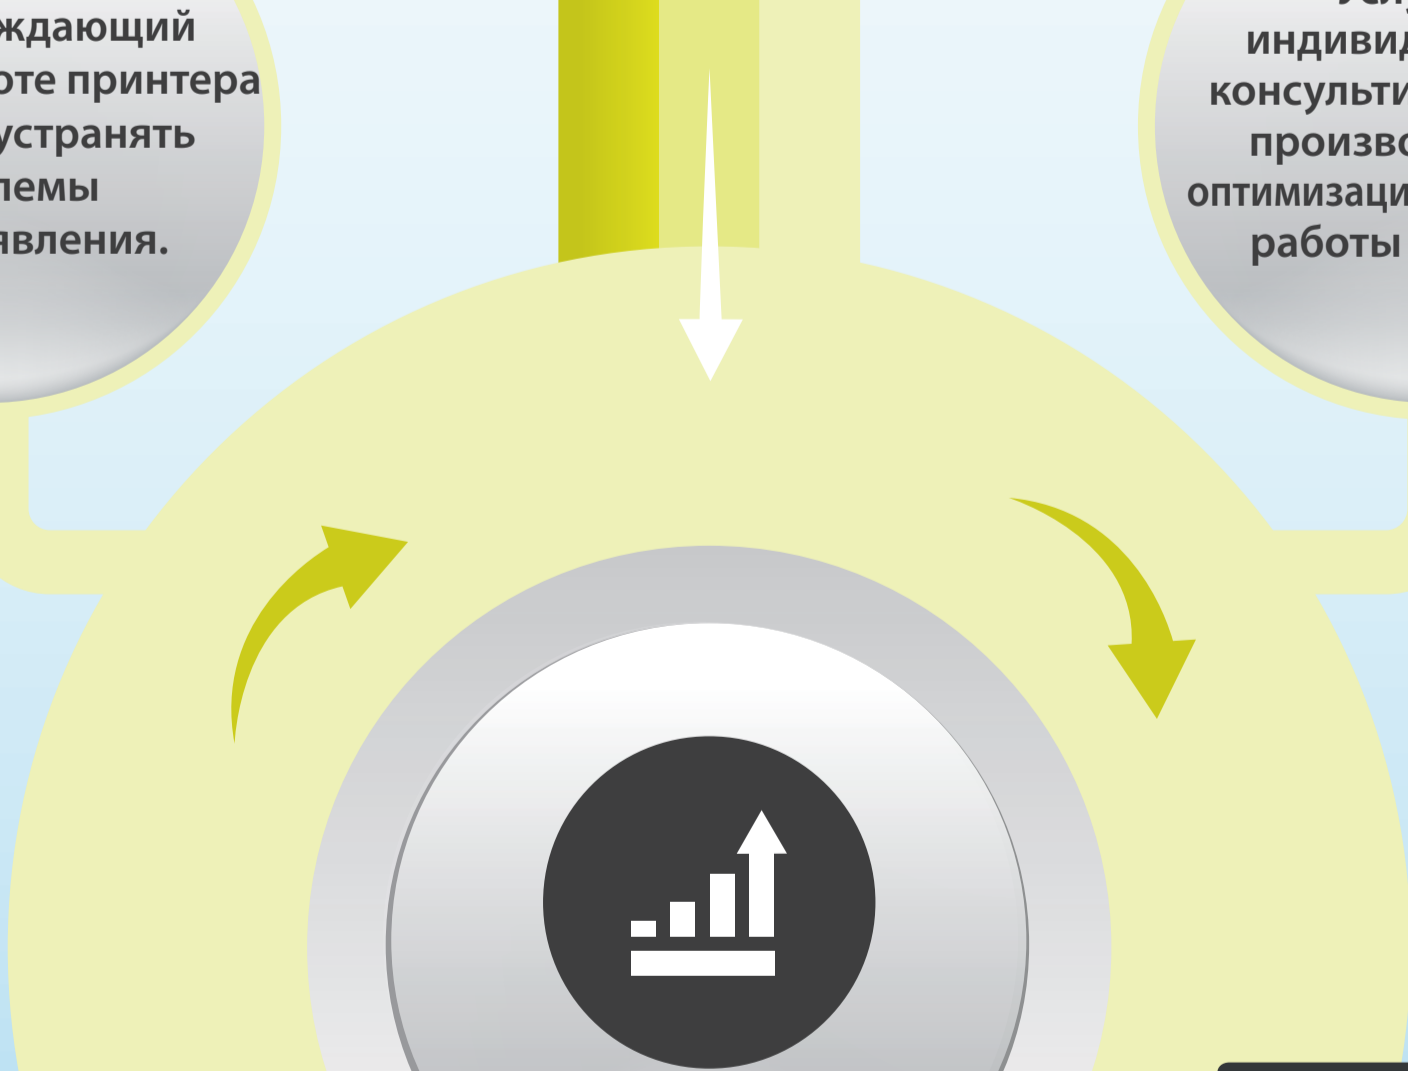 ждающий
оте принтера
устранять
лемы
явления.
индивид
консульти
произво
оптимизаци
работы